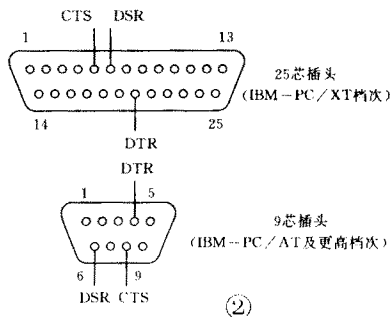 CTS DSR
1 13
25芯插头
(IBM-PC/XT档次)
14 25
DTR
DTR
1 5
9芯插头
(IBM-PC/AT及更高档次)
6 9
DSR CTS
②